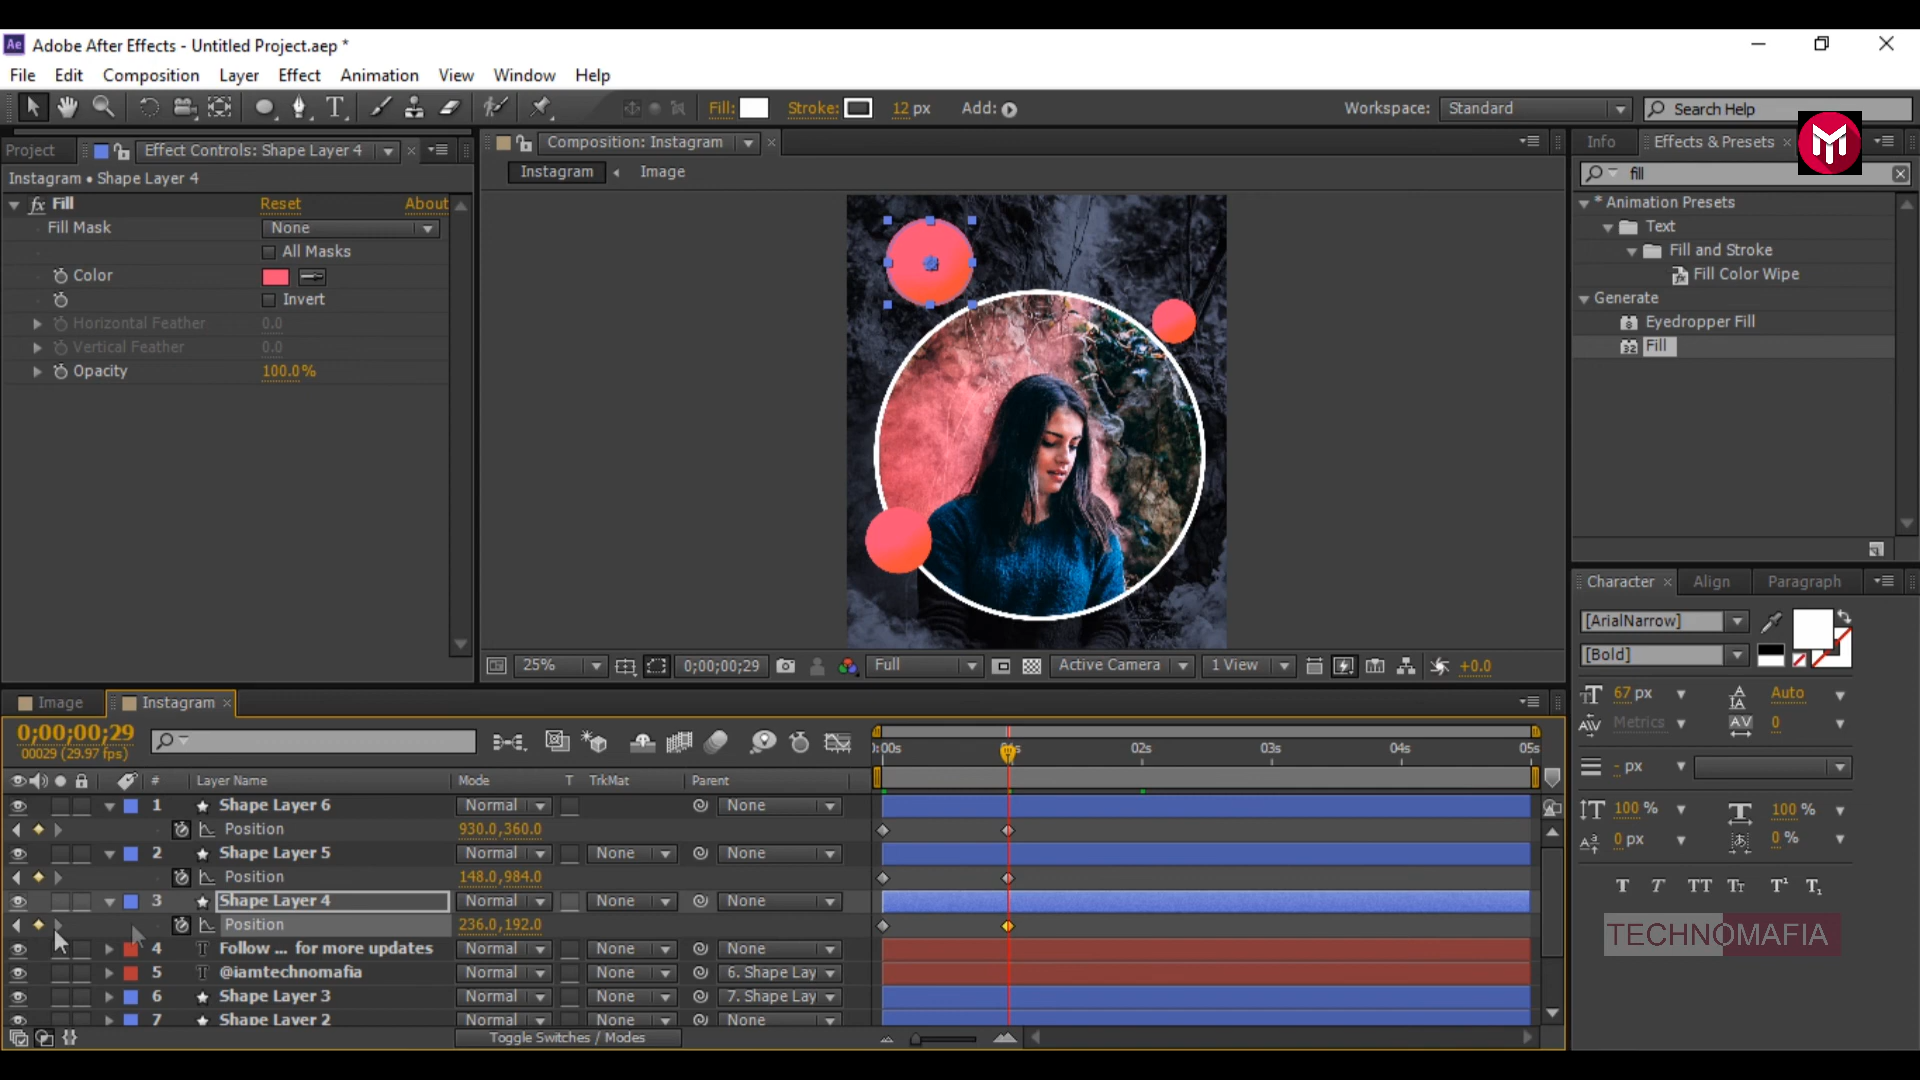 Ae Adobe After Effects - Untitled Project.aep *
File Edit Composition Layer Effect Animation View Window Help
Fill: Stroke: 12 px Add: Workspace: Standard Search Help
Project Effect Controls: Shape Layer 4 Composition: Instagram Info Effects & Presets
Instagram • Shape Layer 4 Instagram Image fill
fx Fill Reset About * Animation Presets
Fill Mask None Text
All Masks Fill and Stroke
Color Fill Color Wipe
Invert Generate
Horizontal Feather 0.0 Eyedropper Fill
Vertical Feather 0.0 Fill
Opacity 100.0%
Character Align Paragraph
[ArialNarrow]
[Bold]
25% 0;00;00;29 Full Active Camera 1 View +0.0
67 px Auto
Metrics 0
- px
100 % 100 %
0 px 0 %
T T TT Tt T¹ T₁
TECHNOMAFIA
Image Instagram
0;00;00;29
00029 (29.97 fps)
):00s 02s 03s 04s 05s
# Layer Name Mode T TrkMat Parent
1 Shape Layer 6 Normal None
Position 930.0,360.0
2 Shape Layer 5 Normal None None
Position 148.0,984.0
3 Shape Layer 4 Normal None None
Position 236.0,192.0
4 T Follow ... for more updates Normal None None
5 T @iamtechnomafia Normal None 6. Shape Lay
6 Shape Layer 3 Normal None 7. Shape Lay
7 Shape Layer 2 Normal None None
Toggle Switches / Modes